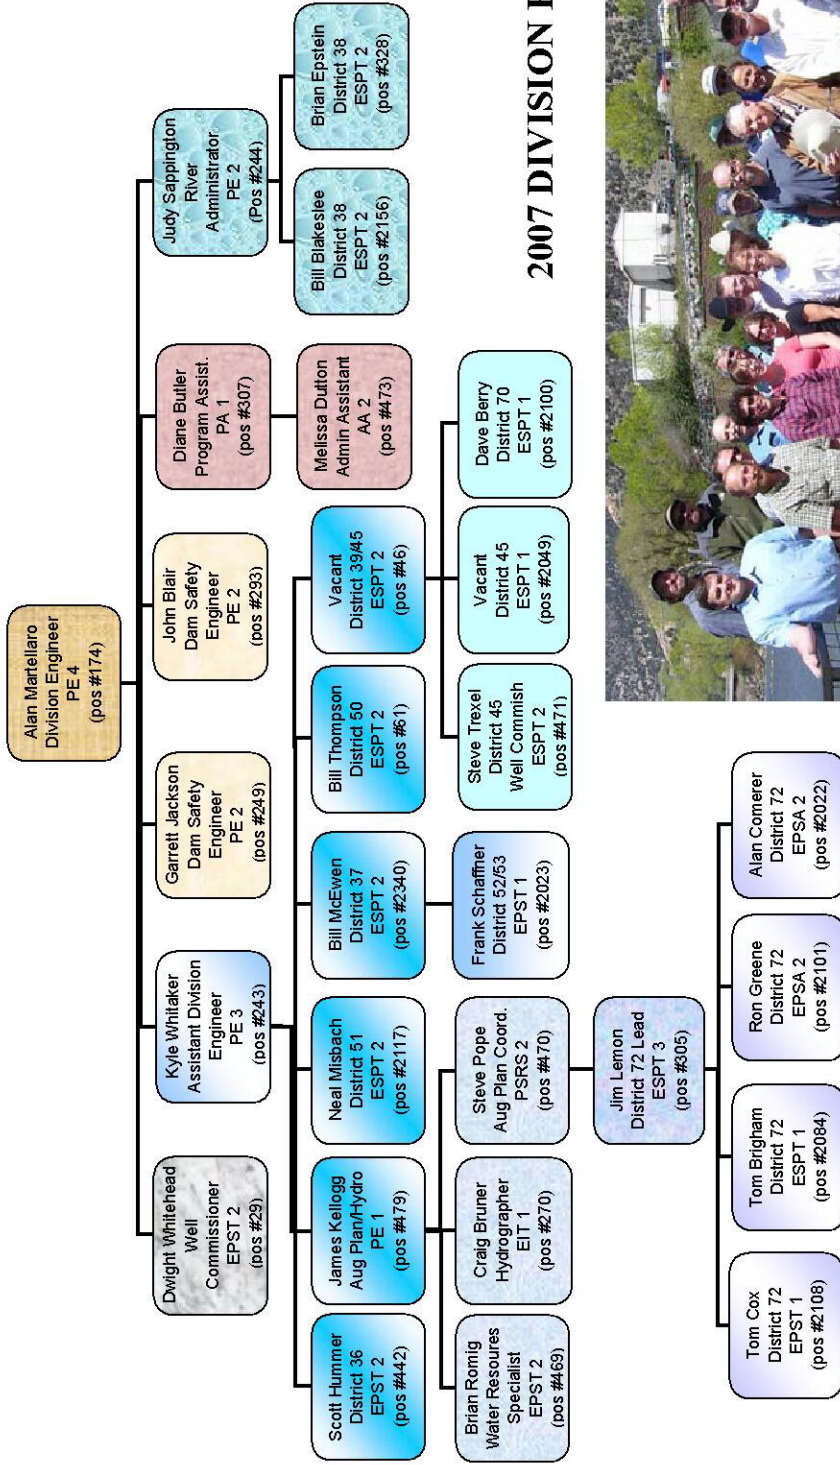 Alan Martellaro
Division Engineer
PE 4
(pos #174)
Dwight Whitehead
Well
Commissioner
EPST 2
(pos #29)
Kyle Whitaker
Assistant Division
Engineer
PE 3
(pos #243)
Garrett Jackson
Dam Safety
Engineer
PE 2
(pos #249)
John Blair
Dam Safety
Engineer
PE 2
(pos #293)
Diane Butler
Program Assist.
PA 1
(pos #307)
Judy Sappington
River
Administrator
PE 2
(Pos #244)
Melissa Dutton
Admin Assistant
AA 2
(pos #473)
Bill Blakeslee
District 38
ESPT 2
(pos #2156)
Brian Epstein
District 38
ESPT 2
(pos #328)
Scott Hummer
District 36
EPST 2
(pos #442)
James Kellogg
Aug Plan/Hydro
PE 1
(pos #479)
Neal Misbach
District 51
ESPT 2
(pos #2117)
Bill McEwen
District 37
ESPT 2
(pos #2340)
Bill Thompson
District 50
ESPT 2
(pos #61)
Vacant
District 39/45
ESPT 2
(pos #46)
Brian Romig
Water Resoures
Specialist
EPST 2
(pos #469)
Craig Bruner
Hydrographer
EIT 1
(pos #270)
Steve Pope
Aug Plan Coord.
PSRS 2
(pos #470)
Frank Schaffner
District 52/53
EPST 1
(pos #2023)
Steve Trexel
District 45
Well Commish
ESPT 2
(pos #471)
Vacant
District 45
ESPT 1
(pos #2049)
Dave Berry
District 70
ESPT 1
(pos #2100)
Jim Lemon
District 72 Lead
ESPT 3
(pos #305)
Tom Cox
District 72
EPST 1
(pos #2108)
Tom Brigham
District 72
ESPT 1
(pos #2084)
Ron Greene
District 72
EPSA 2
(pos #2101)
Alan Comerer
District 72
EPSA 2
(pos #2022)
2007 DIVISION